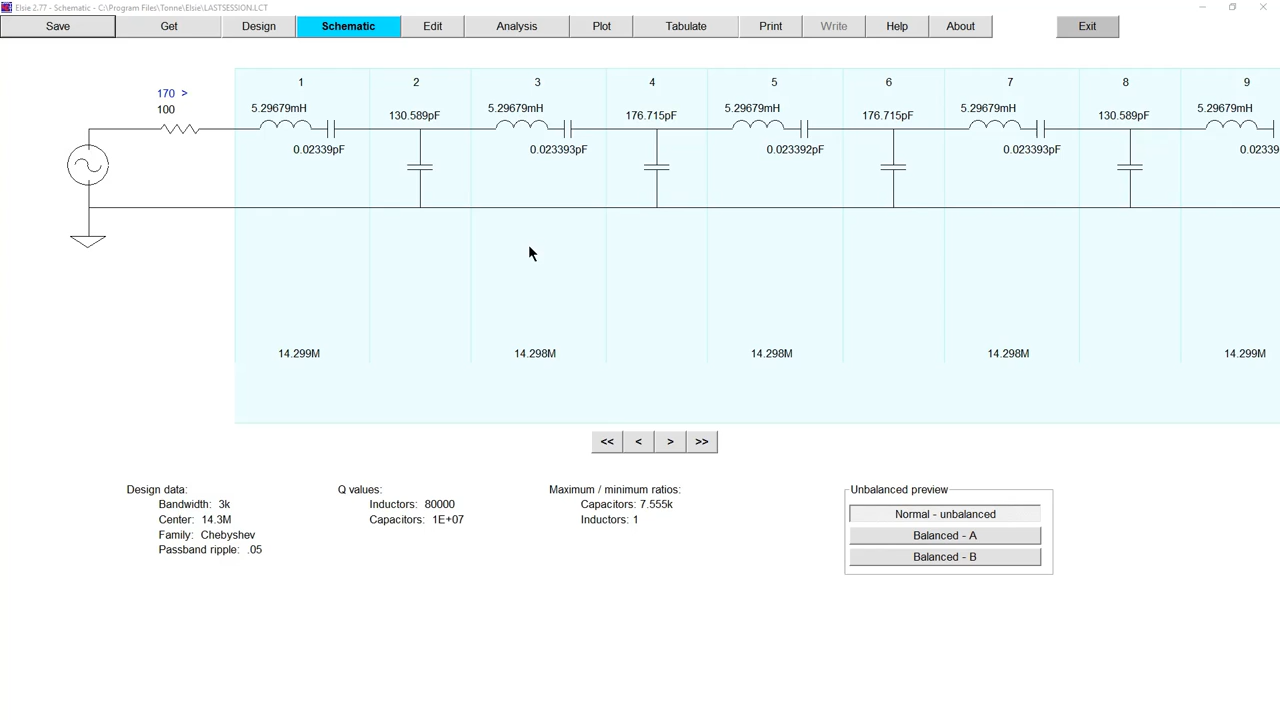 Elsie 2.77 - Schematic - C:\Program Files\Tonne\Elsie\LASTSESSION.LCT
Save Get Design Schematic Edit Analysis Plot Tabulate Print Write Help About Exit
1 2 3 4 5 6 7 8 9
170 >
100
5.29679mH 130.589pF 5.29679mH 176.715pF 5.29679mH 176.715pF 5.29679mH 130.589pF 5.29679mH
0.02339pF 0.023393pF 0.023392pF 0.023393pF 0.0239
14.299M 14.298M 14.298M 14.298M 14.299M
<< < > >>
Design data:
Bandwidth: 3k
Center: 14.3M
Family: Chebyshev
Passband ripple: .05
Q values:
Inductors: 80000
Capacitors: 1E+07
Maximum / minimum ratios:
Capacitors: 7.555k
Inductors: 1
Unbalanced preview
Normal - unbalanced
Balanced - A
Balanced - B